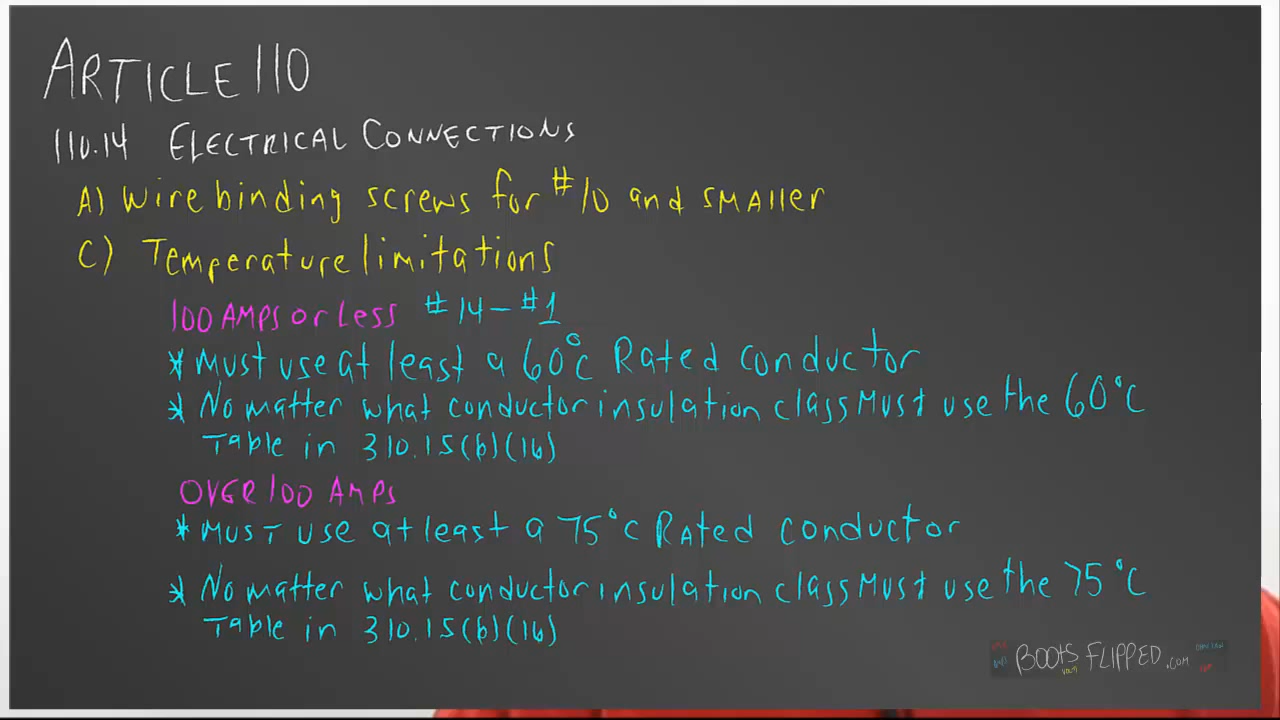 ARTICLE 110
110.14 ELECTRICAL CONNECTIONS
A) Wire binding screws for #10 and SMAller
C) Temperature limitations
100 AMPS or Less #14-#1
* Must use at least a 60°C Rated conductor
* No matter what conductor insulation class Must use the 60°C
Table in 310.15(b)(16)
OVER 100 AMPS
* MUST use at least a 75°C Rated conductor
* No matter what conductor insulation class Must use the 75°C
Table in 310.15(b)(16)
BOOTS FLIPPED.COM
VOLTS